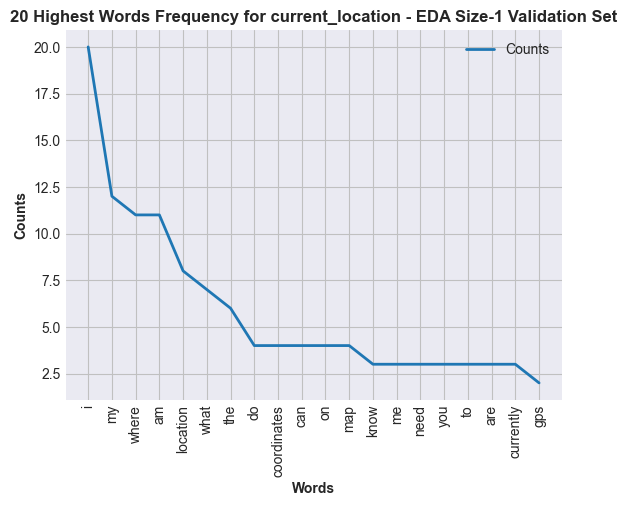 20 Highest Words Frequency for current_location - EDA Size-1 Validation Set
Counts
20.0
17.5
15.0
12.5
10.0
7.5
5.0
2.5
Counts
i
my
where
am
location
what
the
do
coordinates
can
on
map
know
me
need
you
to
are
currently
gps
Words